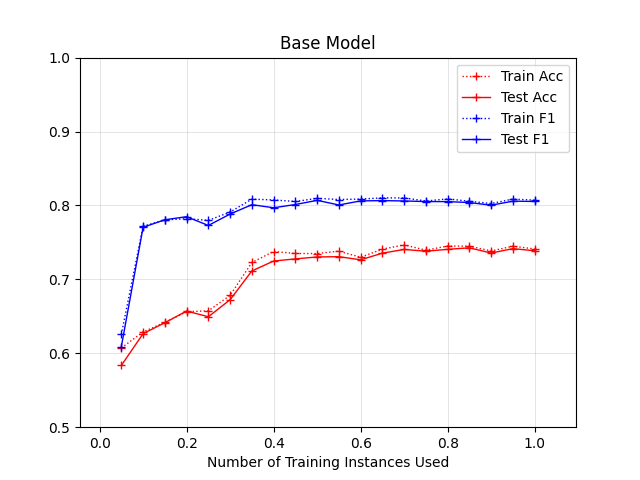 Base Model
1.0
0.9
0.8
0.7
0.6
0.5
Train Acc
Test Acc
Train F1
Test F1
0.0 0.2 0.4 0.6 0.8 1.0
Number of Training Instances Used